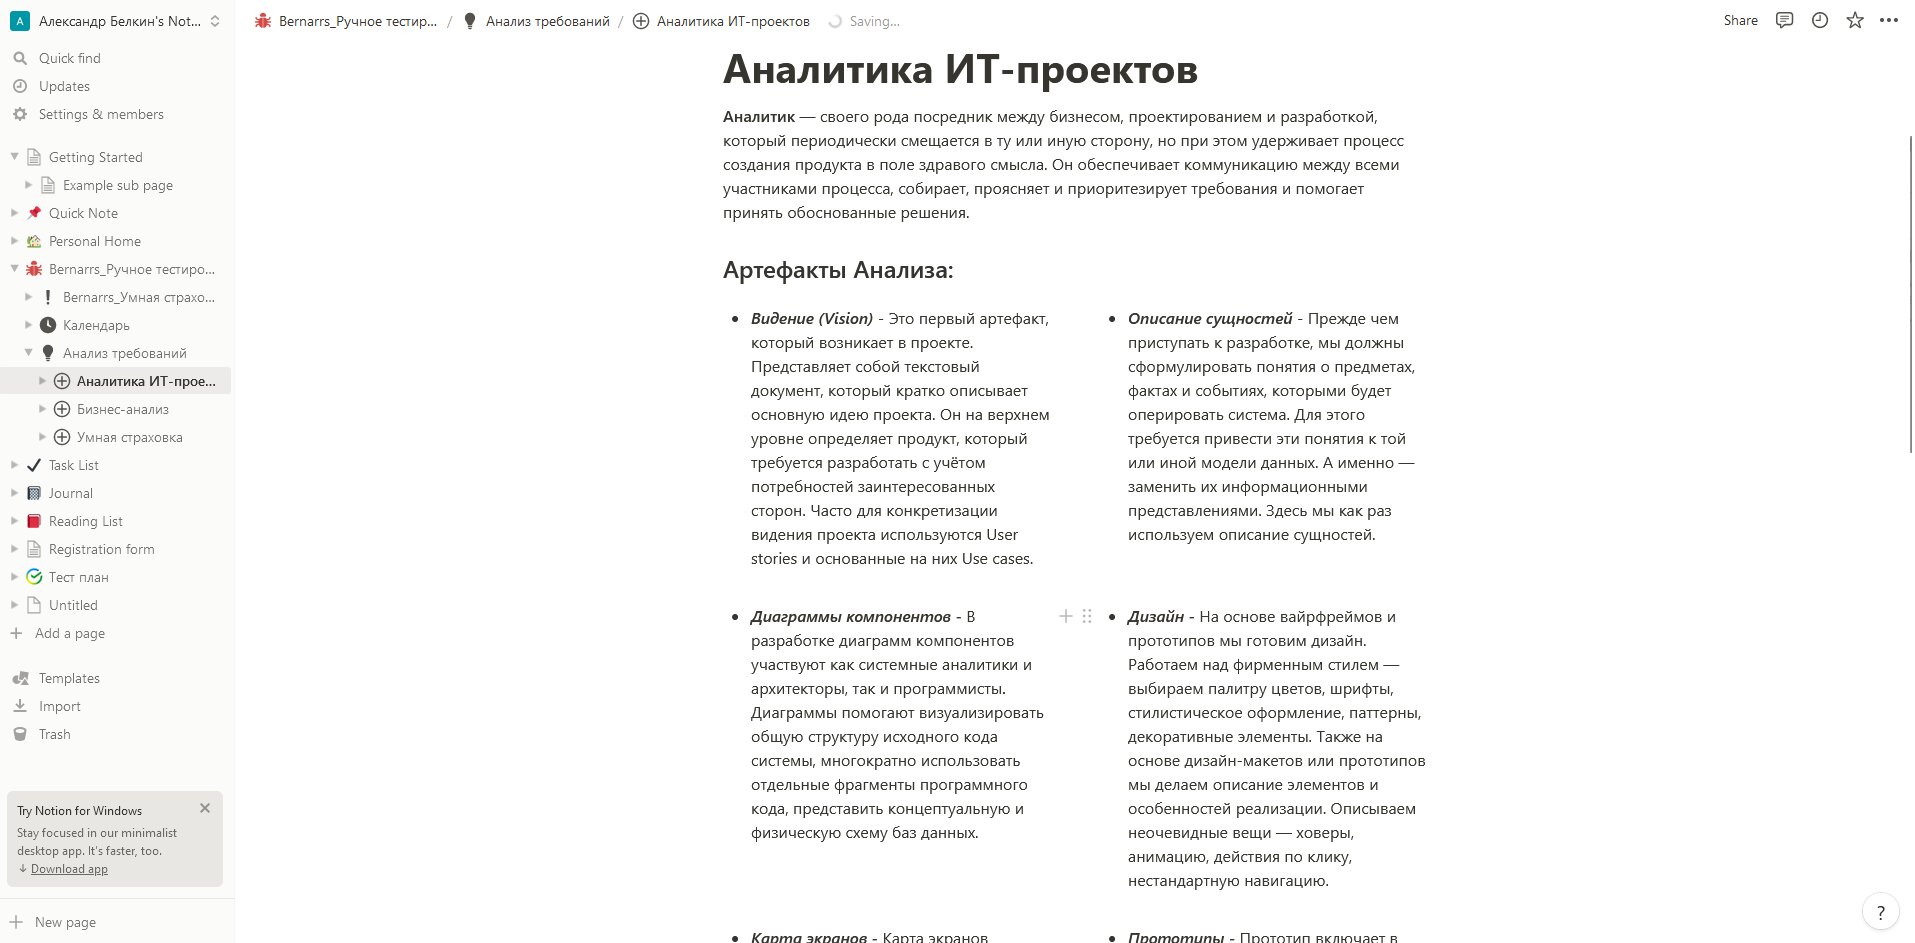 A Александр Белкин's Not...
Quick find
Updates
Settings & members
Getting Started
Example sub page
Quick Note
Personal Home
Bernarrs_Ручное тестиро...
Bernarrs_Умная страхо...
Календарь
Анализ требований
Аналитика ИТ-прое...
Бизнес-анализ
Умная страховка
Task List
Journal
Reading List
Registration form
Тест план
Untitled
Add a page
Templates
Import
Trash
Try Notion for Windows
Stay focused in our minimalist
desktop app. It's faster, too.
Download app
New page
Bernarrs_Ручное тестир... / Анализ требований / Аналитика ИТ-проектов Saving...
Share
Аналитика ИТ-проектов
Аналитик — своего рода посредник между бизнесом, проектированием и разработкой,
который периодически смещается в ту или иную сторону, но при этом удерживает процесс
создания продукта в поле здравого смысла. Он обеспечивает коммуникацию между всеми
участниками процесса, собирает, проясняет и приоритезирует требования и помогает
принять обоснованные решения.
Артефакты Анализа:
Видение (Vision) - Это первый артефакт,
который возникает в проекте.
Представляет собой текстовый
документ, который кратко описывает
основную идею проекта. Он на верхнем
уровне определяет продукт, который
требуется разработать с учётом
потребностей заинтересованных
сторон. Часто для конкретизации
видения проекта используются User
stories и основанные на них Use cases.
Описание сущностей - Прежде чем
приступать к разработке, мы должны
сформулировать понятия о предметах,
фактах и событиях, которыми будет
оперировать система. Для этого
требуется привести эти понятия к той
или иной модели данных. А именно —
заменить их информационными
представлениями. Здесь мы как раз
используем описание сущностей.
Диаграммы компонентов - В
разработке диаграмм компонентов
участвуют как системные аналитики и
архитекторы, так и программисты.
Диаграммы помогают визуализировать
общую структуру исходного кода
системы, многократно использовать
отдельные фрагменты программного
кода, представить концептуальную и
физическую схему баз данных.
Дизайн - На основе вайрфреймов и
прототипов мы готовим дизайн.
Работаем над фирменным стилем —
выбираем палитру цветов, шрифты,
стилистическое оформление, паттерны,
декоративные элементы. Также на
основе дизайн-макетов или прототипов
мы делаем описание элементов и
особенностей реализации. Описываем
неочевидные вещи — ховеры,
анимацию, действия по клику,
нестандартную навигацию.
Карта экранов - Карта экранов
Прототипы - Прототип включает в
?